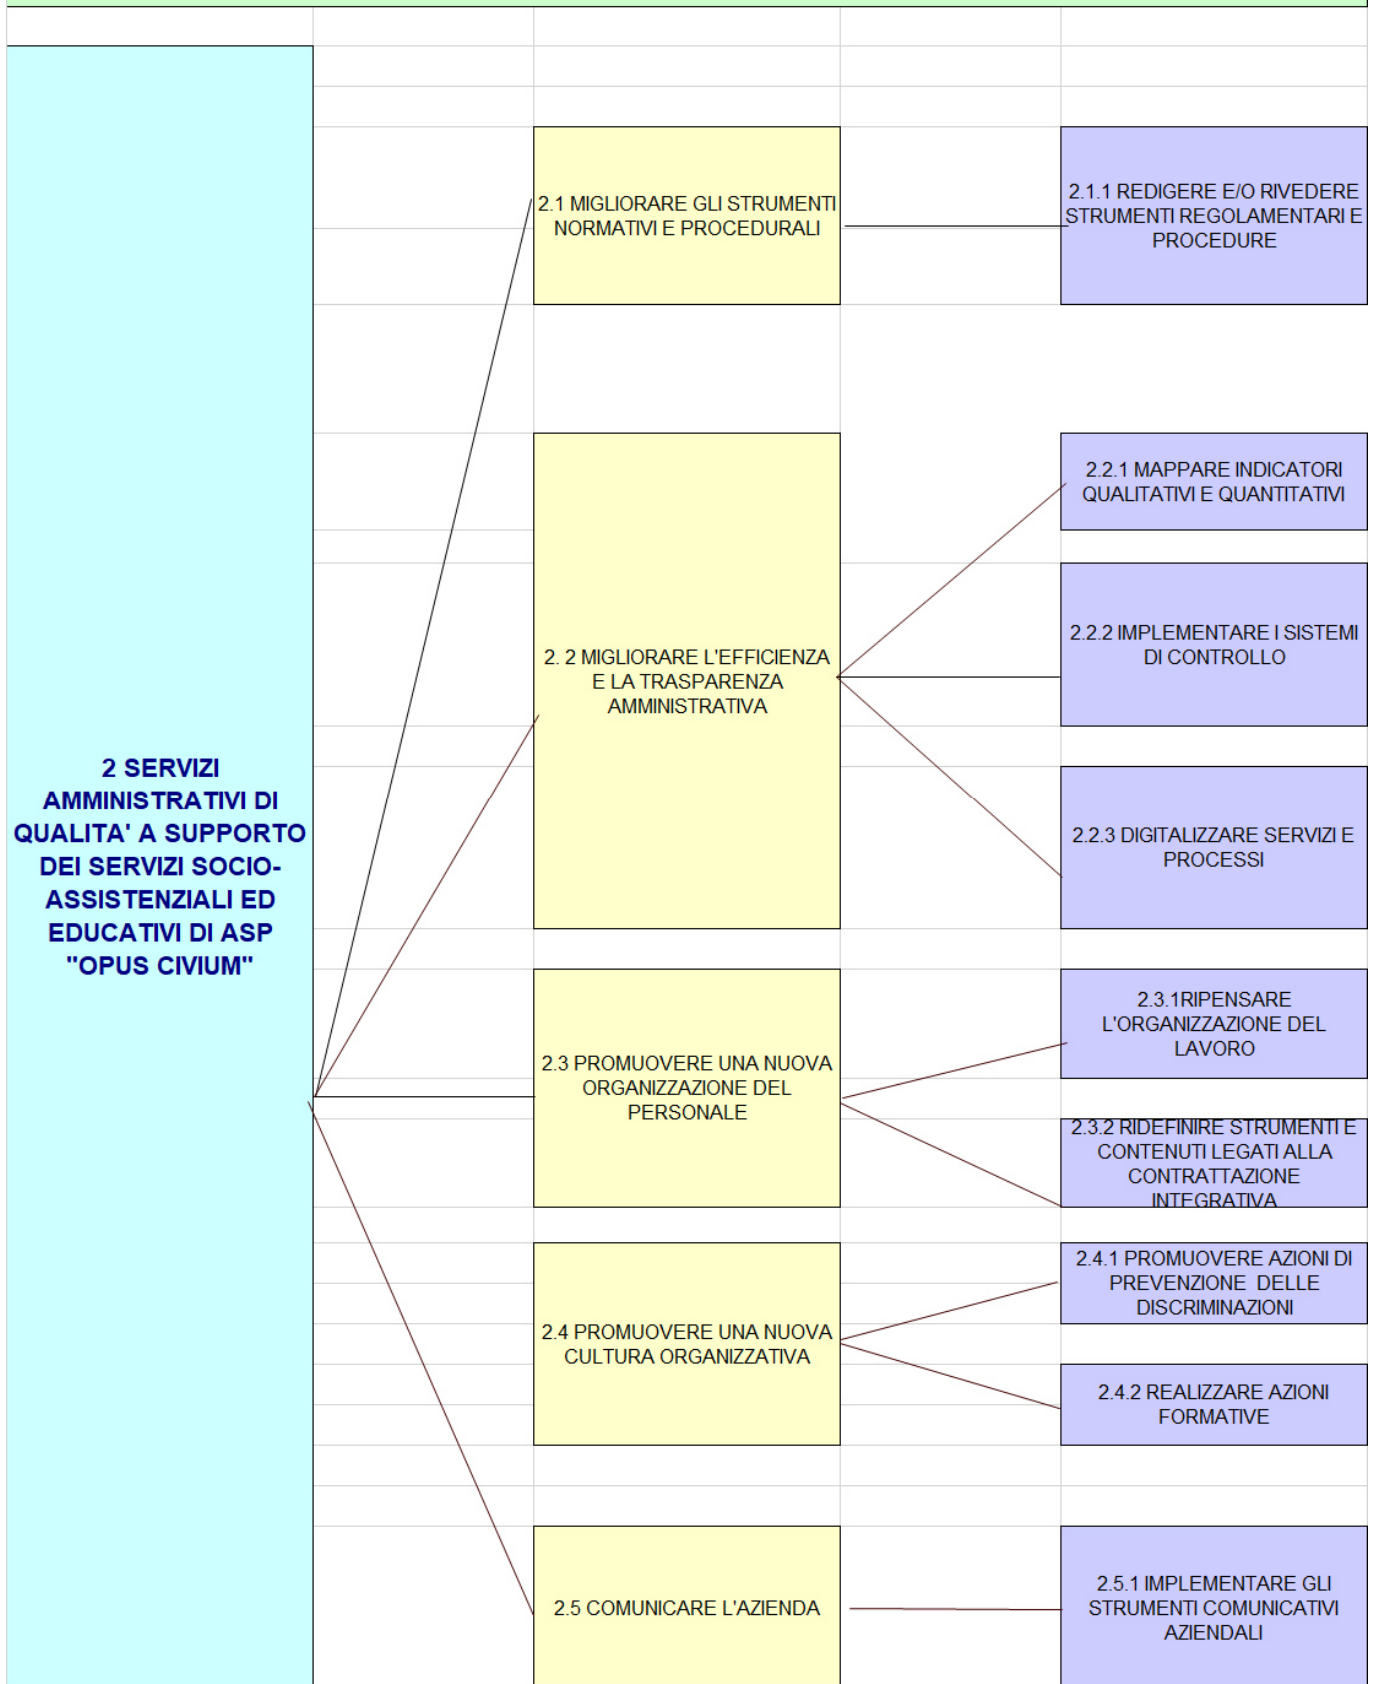 2 SERVIZI
AMMINISTRATIVI DI
QUALITA' A SUPPORTO
DEI SERVIZI SOCIO-
ASSISTENZIALI ED
EDUCATIVI DI ASP
"OPUS CIVIUM"
2.1 MIGLIORARE GLI STRUMENTI
NORMATIVI E PROCEDURALI
2.1.1 REDIGERE E/O RIVEDERE
STRUMENTI REGOLAMENTARI E
PROCEDURE
2. 2 MIGLIORARE L'EFFICIENZA
E LA TRASPARENZA
AMMINISTRATIVA
2.2.1 MAPPARE INDICATORI
QUALITATIVI E QUANTITATIVI
2.2.2 IMPLEMENTARE I SISTEMI
DI CONTROLLO
2.2.3 DIGITALIZZARE SERVIZI E
PROCESSI
2.3 PROMUOVERE UNA NUOVA
ORGANIZZAZIONE DEL
PERSONALE
2.3.1RIPENSARE
L'ORGANIZZAZIONE DEL
LAVORO
2.3.2 RIDEFINIRE STRUMENTI E
CONTENUTI LEGATI ALLA
CONTRATTAZIONE
INTEGRATIVA
2.4 PROMUOVERE UNA NUOVA
CULTURA ORGANIZZATIVA
2.4.1 PROMUOVERE AZIONI DI
PREVENZIONE  DELLE
DISCRIMINAZIONI
2.4.2 REALIZZARE AZIONI
FORMATIVE
2.5 COMUNICARE L'AZIENDA
2.5.1 IMPLEMENTARE GLI
STRUMENTI COMUNICATIVI
AZIENDALI